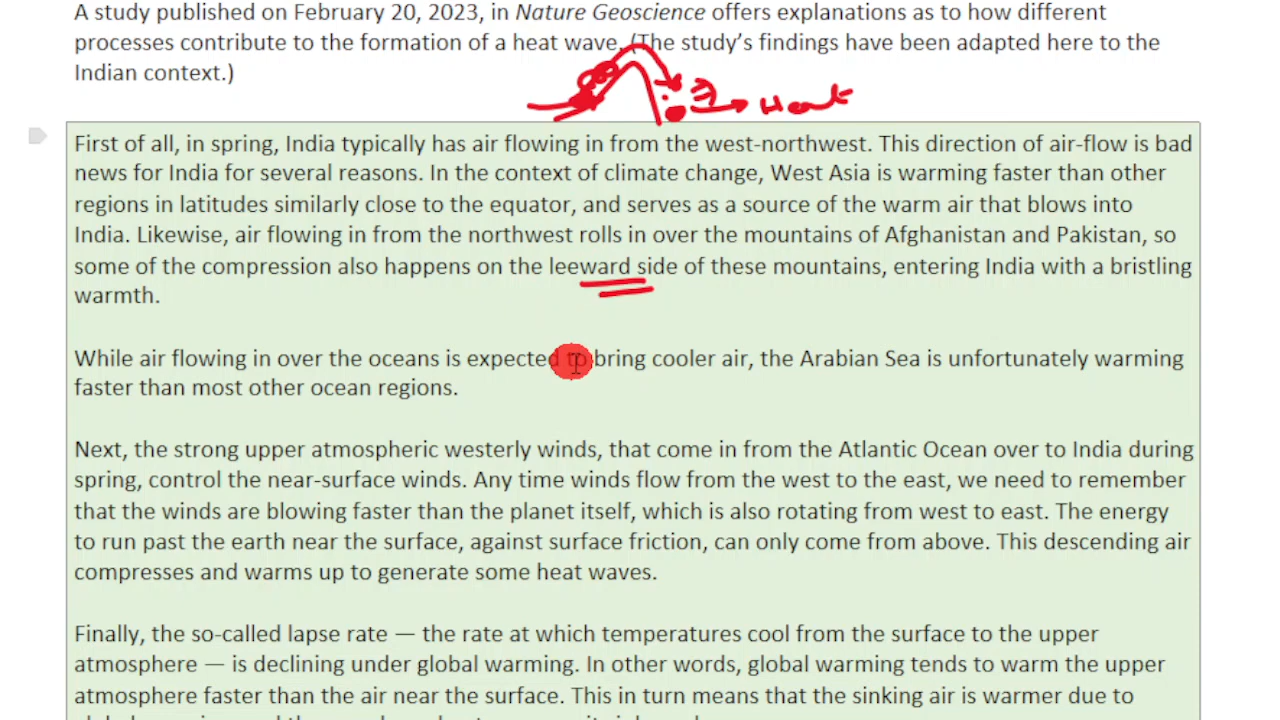 A study published on February 20, 2023, in Nature Geoscience offers explanations as to how different
processes contribute to the formation of a heat wave. (The study's findings have been adapted here to the
Indian context.)
Heat
First of all, in spring, India typically has air flowing in from the west-northwest. This direction of air-flow is bad
news for India for several reasons. In the context of climate change, West Asia is warming faster than other
regions in latitudes similarly close to the equator, and serves as a source of the warm air that blows into
India. Likewise, air flowing in from the northwest rolls in over the mountains of Afghanistan and Pakistan, so
some of the compression also happens on the leeward side of these mountains, entering India with a bristling
warmth.
While air flowing in over the oceans is expected to bring cooler air, the Arabian Sea is unfortunately warming
faster than most other ocean regions.
Next, the strong upper atmospheric westerly winds, that come in from the Atlantic Ocean over to India during
spring, control the near-surface winds. Any time winds flow from the west to the east, we need to remember
that the winds are blowing faster than the planet itself, which is also rotating from west to east. The energy
to run past the earth near the surface, against surface friction, can only come from above. This descending air
compresses and warms up to generate some heat waves.
Finally, the so-called lapse rate — the rate at which temperatures cool from the surface to the upper
atmosphere — is declining under global warming. In other words, global warming tends to warm the upper
atmosphere faster than the air near the surface. This in turn means that the sinking air is warmer due to